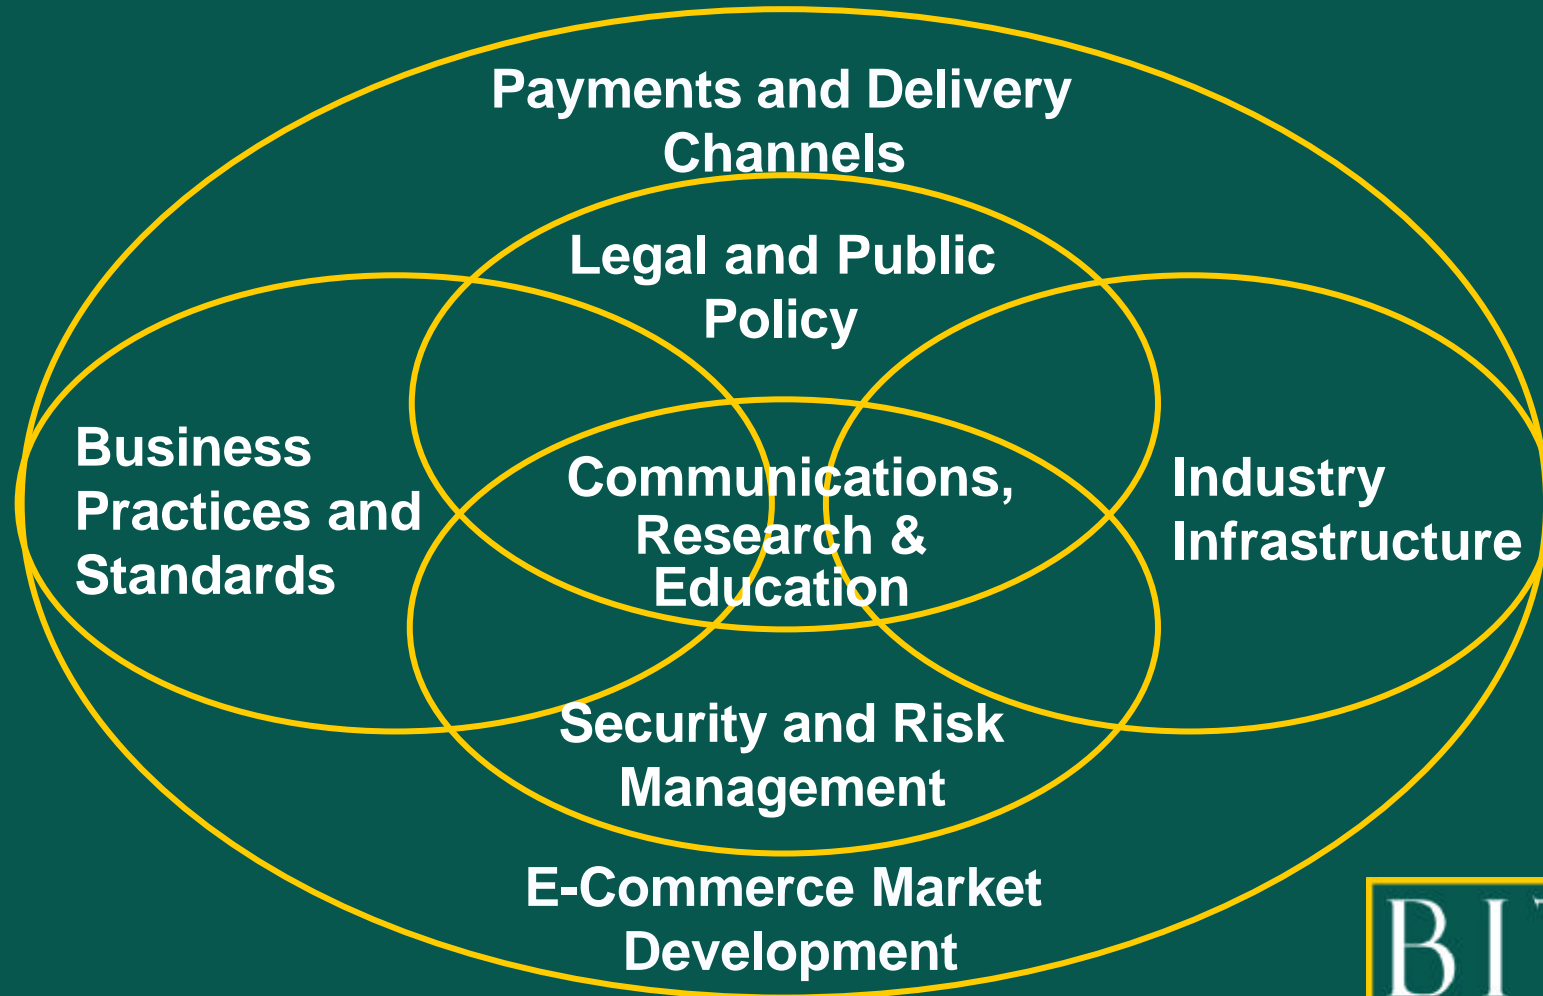 Payments and Delivery
Channels
Legal and Public
Policy
Business
Practices and
Standards
Communications,
Research &
Education
Industry
Infrastructure
Security and Risk
Management
E-Commerce Market
Development